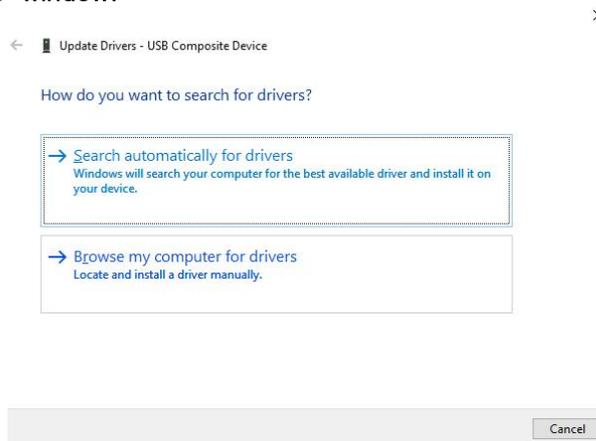 Update Drivers - USB Composite Device
How do you want to search for drivers?
Search automatically for drivers
Windows will search your computer for the best available driver and install it on
your device.
Browse my computer for drivers
Locate and install a driver manually.
Cancel